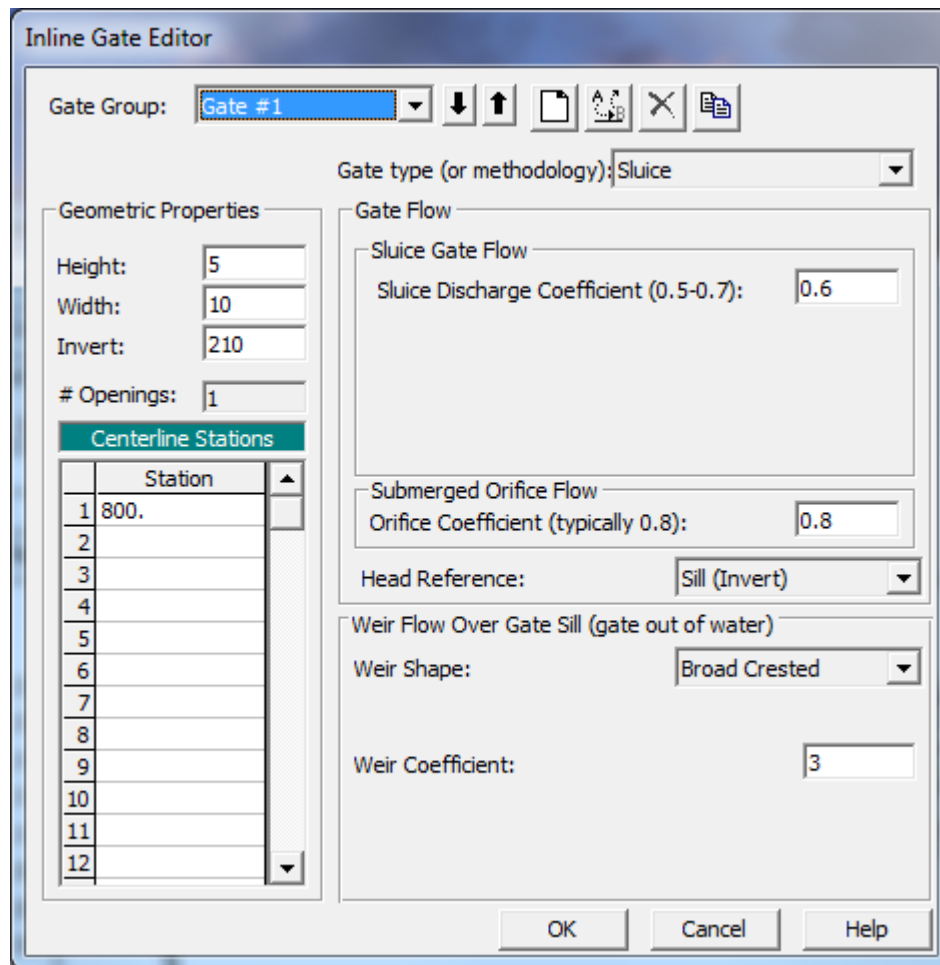 Inline Gate Editor
Gate Group: Gate #1
Gate type (or methodology): Sluice
Geometric Properties
Height: 5
Width: 10
Invert: 210
# Openings: 1
Centerline Stations
Station
1 800.
2
3
4
5
6
7
8
9
10
11
12
Gate Flow
Sluice Gate Flow
Sluice Discharge Coefficient (0.5-0.7): 0.6
Submerged Orifice Flow
Orifice Coefficient (typically 0.8): 0.8
Head Reference: Sill (Invert)
Weir Flow Over Gate Sill (gate out of water)
Weir Shape: Broad Crested
Weir Coefficient: 3
OK Cancel Help